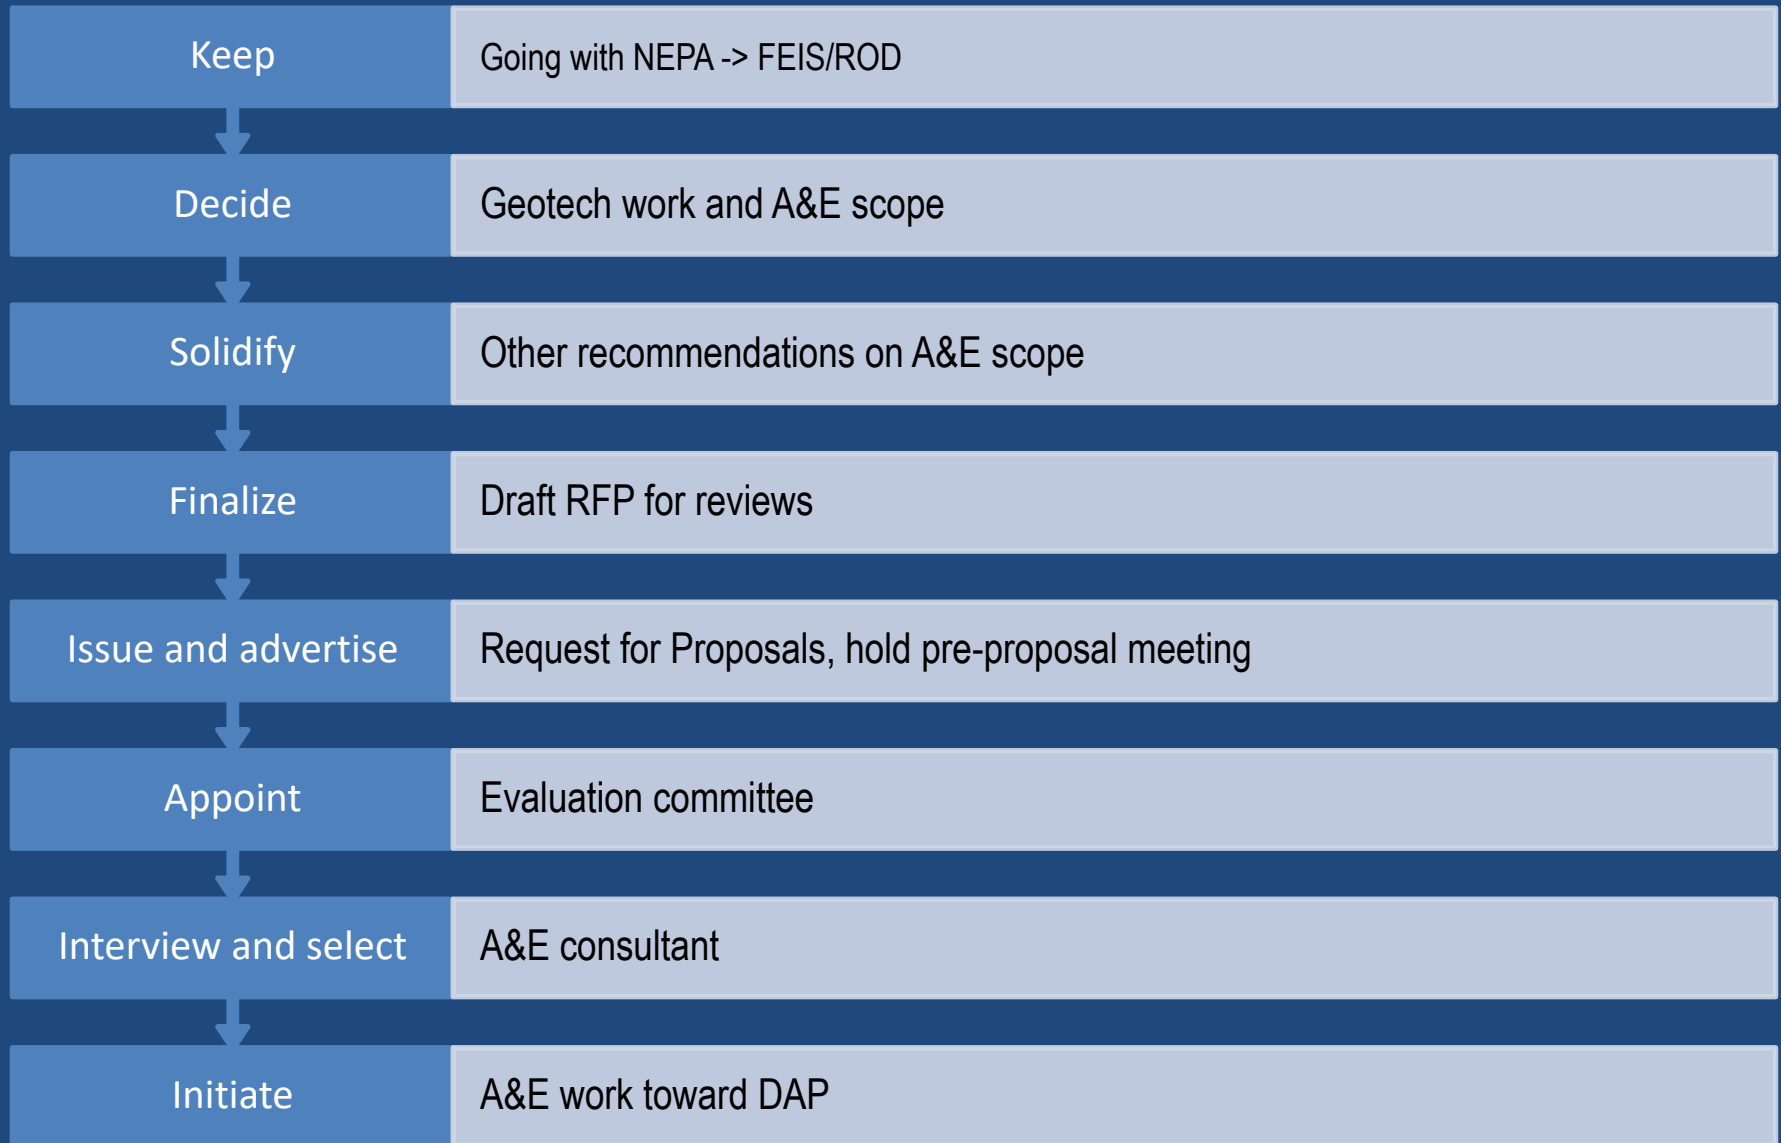 Keep
Going with NEPA -> FEIS/ROD
Decide
Geotech work and A&E scope
Solidify
Other recommendations on A&E scope
Finalize
Draft RFP for reviews
Issue and advertise
Request for Proposals, hold pre-proposal meeting
Appoint
Evaluation committee
Interview and select
A&E consultant
Initiate
A&E work toward DAP